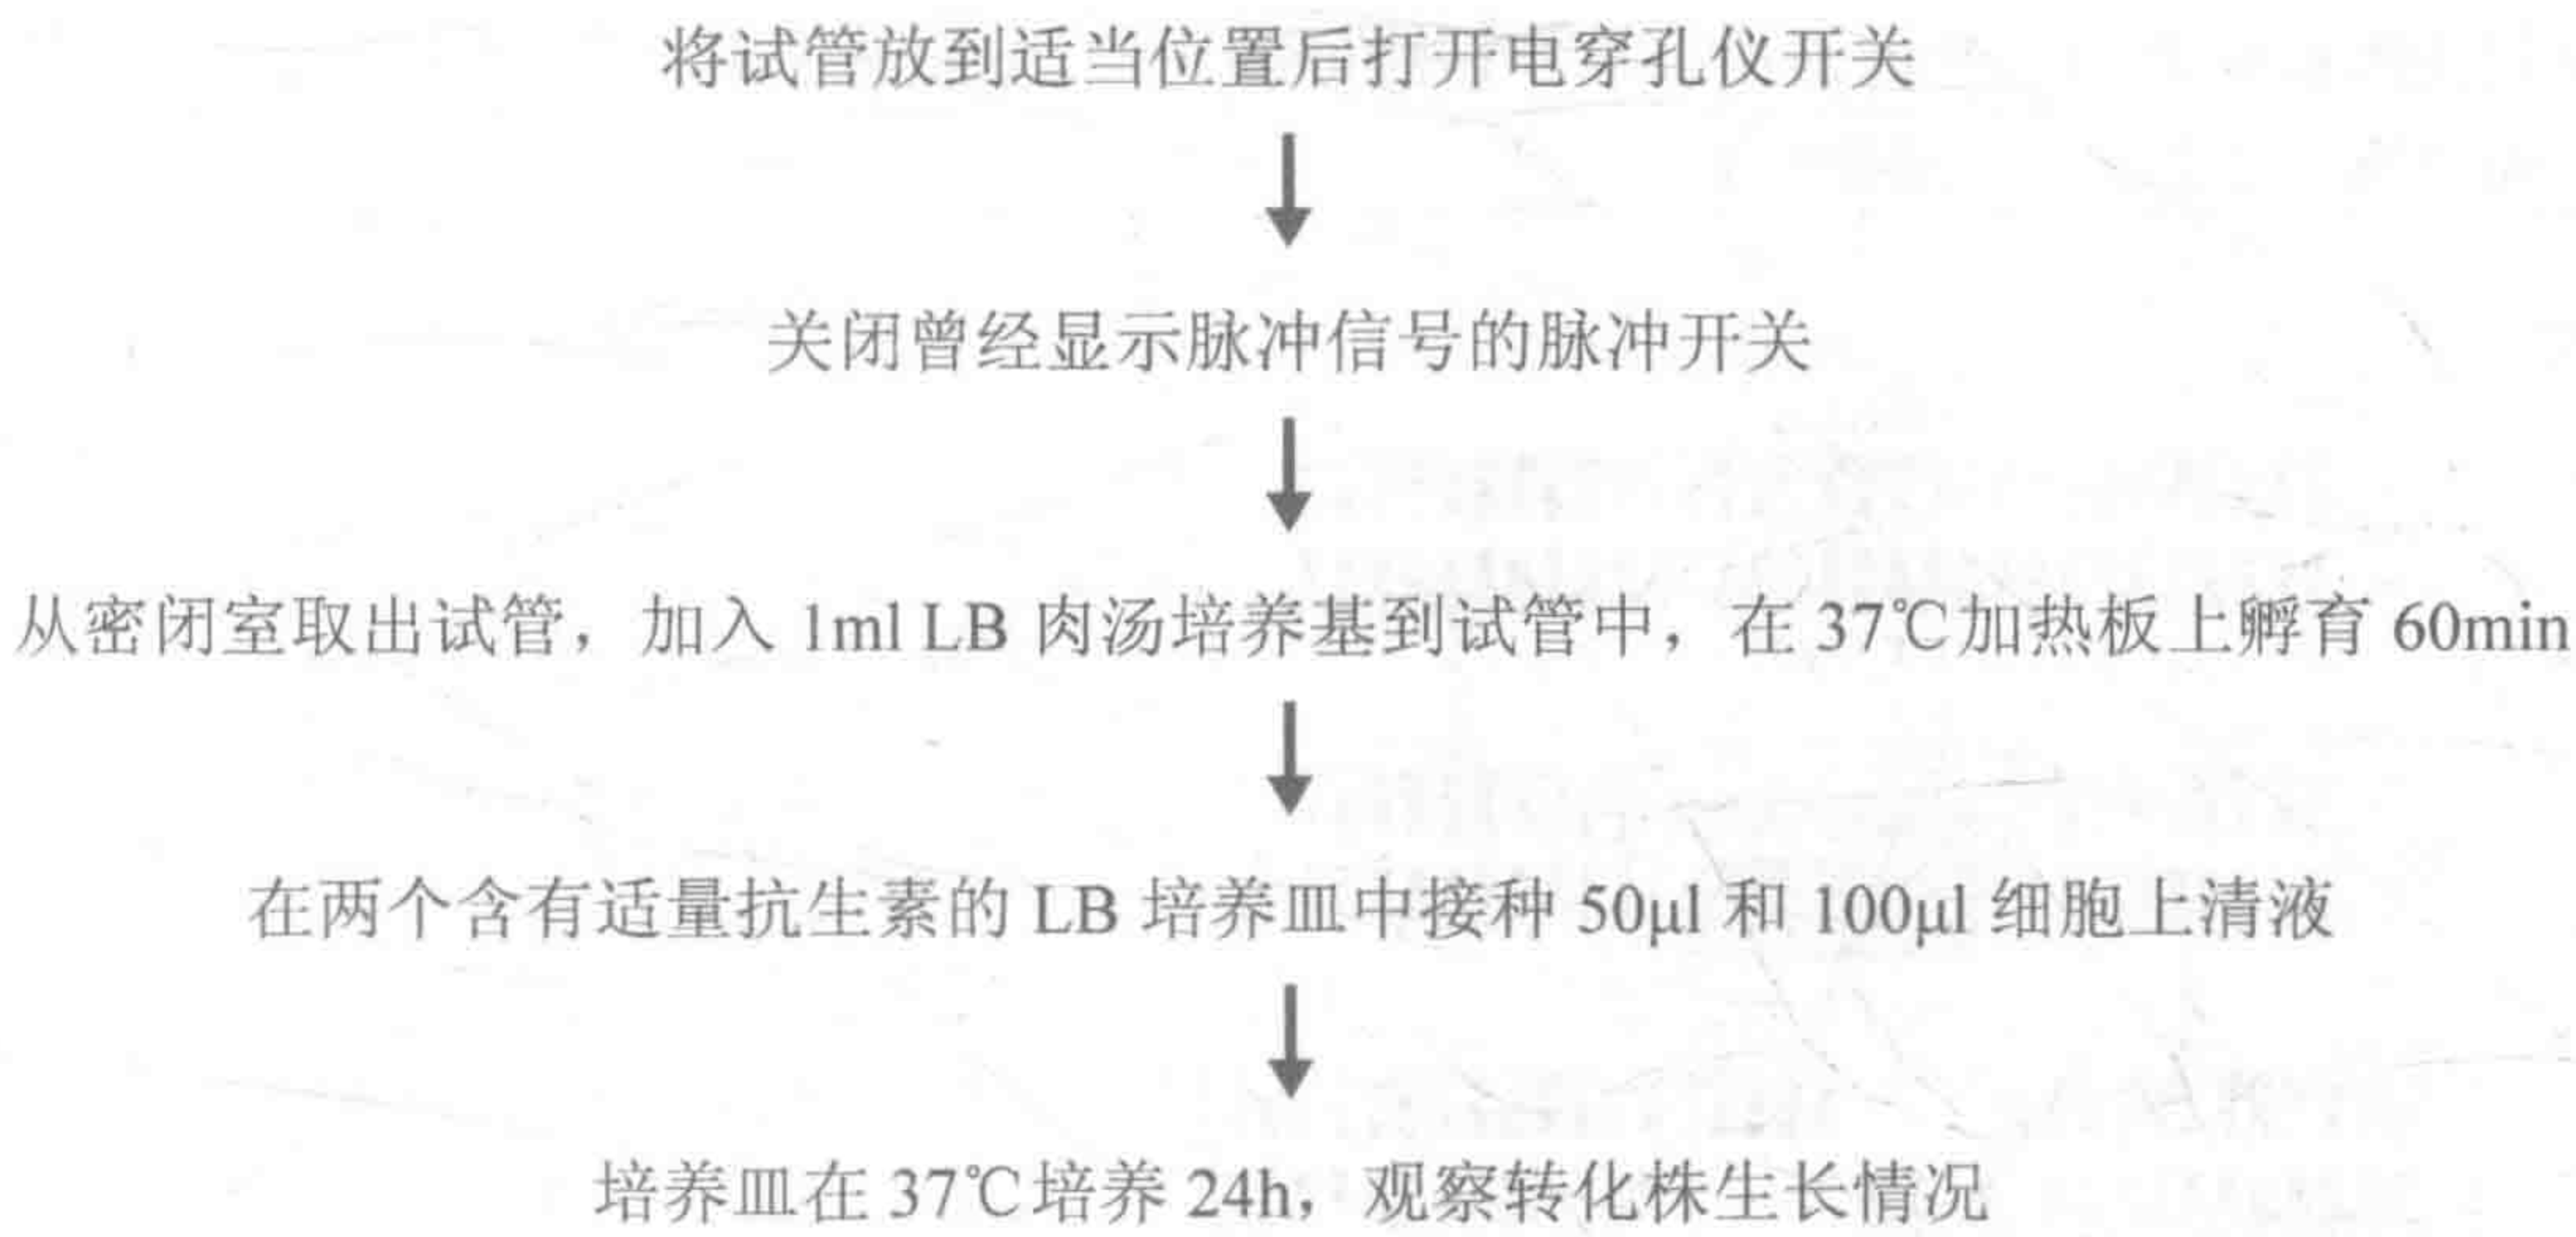 将试管放到适当位置后打开电穿孔仪开关
关闭曾经显示脉冲信号的脉冲开关
从密闭室取出试管，加入 1ml LB 肉汤培养基到试管中，在 37℃加热板上孵育 60min
在两个含有适量抗生素的 LB 培养皿中接种 50μl 和 100μl 细胞上清液
培养皿在 37℃培养 24h，观察转化株生长情况